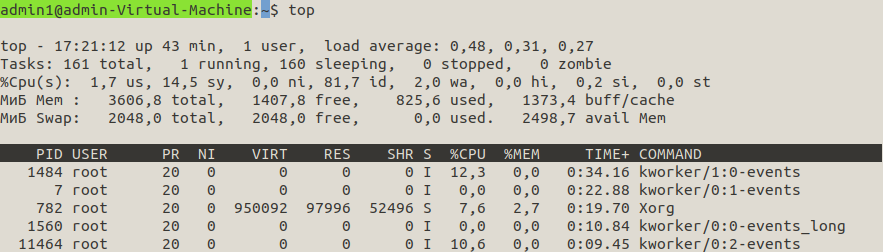 admin1@admin-Virtual-Machine:~$ top
top - 17:21:12 up 43 min,  1 user,  load average: 0,48, 0,31, 0,27
Tasks: 161 total,   1 running, 160 sleeping,   0 stopped,   0 zombie
%Cpu(s):  1,7 us, 14,5 sy,  0,0 ni, 81,7 id,  2,0 wa,  0,0 hi,  0,2 si,  0,0 st
МиБ Mem :   3606,8 total,   1407,8 free,    825,6 used,   1373,4 buff/cache
МиБ Swap:   2048,0 total,   2048,0 free,      0,0 used.   2498,7 avail Mem
PID USER      PR  NI    VIRT    RES    SHR S  %CPU  %MEM     TIME+ COMMAND
1484 root      20   0       0      0      0 I  12,3   0,0   0:34.16 kworker/1:0-events
7 root      20   0       0      0      0 I   0,0   0,0   0:22.88 kworker/0:1-events
782 root      20   0  950092  97996  52496 S   7,6   2,7   0:19.70 Xorg
1560 root      20   0       0      0      0 I   0,0   0,0   0:10.84 kworker/0:0-events_long
11464 root      20   0       0      0      0 I  10,6   0,0   0:09.45 kworker/0:2-events